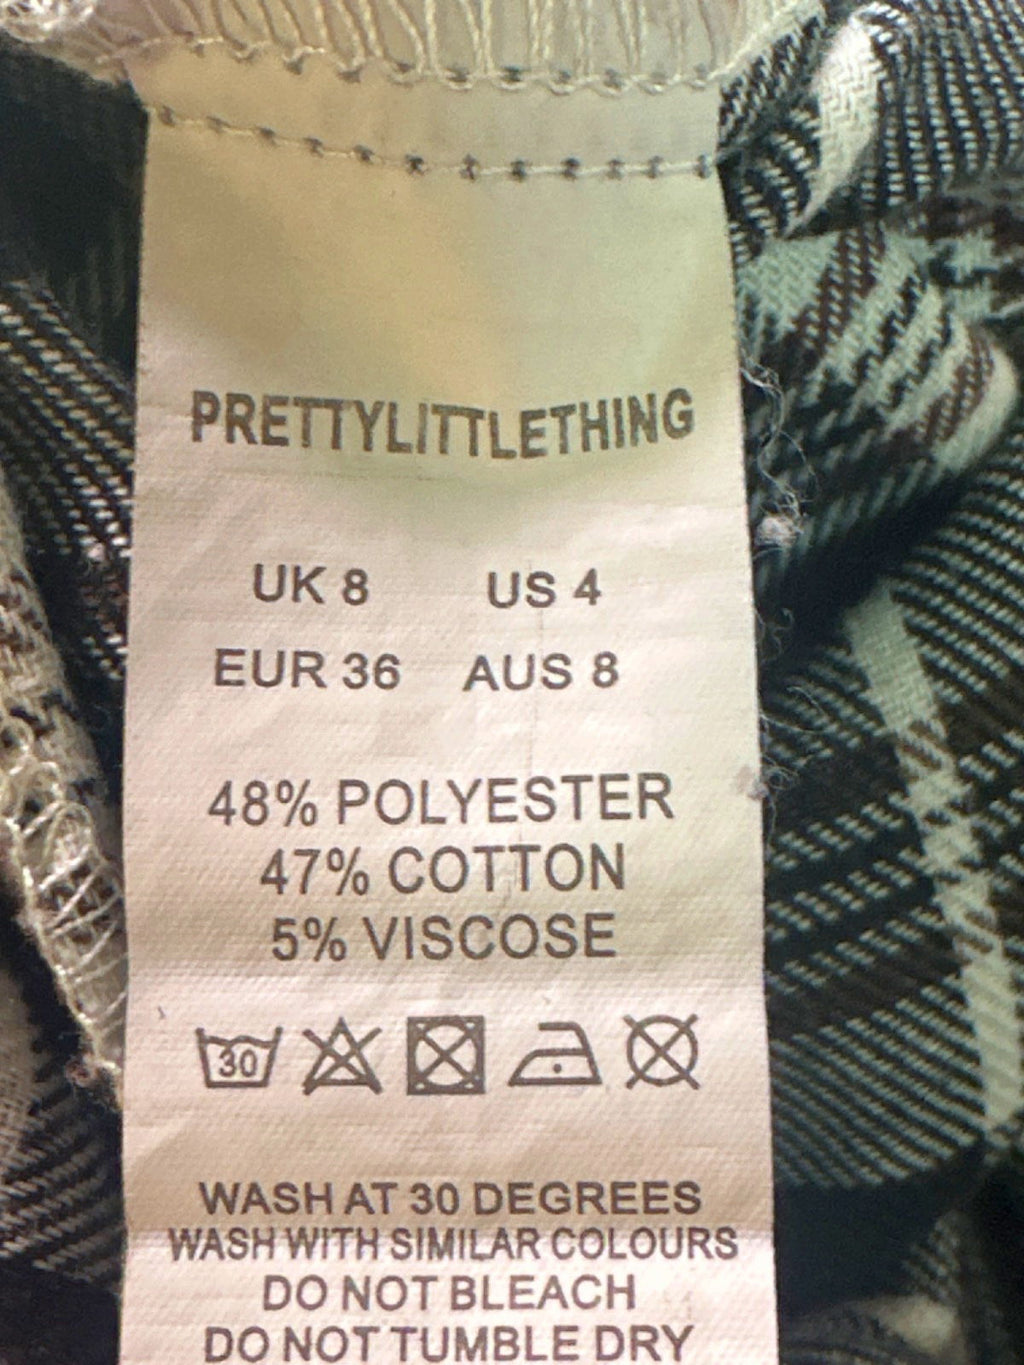 PRETTYLITTLETHING
UK 8 US 4
EUR 36 AUS 8
48% POLYESTER
47% COTTON
5% VISCOSE
30
WASH AT 30 DEGREES
WASH WITH SIMILAR COLOURS
DO NOT BLEACH
DO NOT TUMBLE DRY